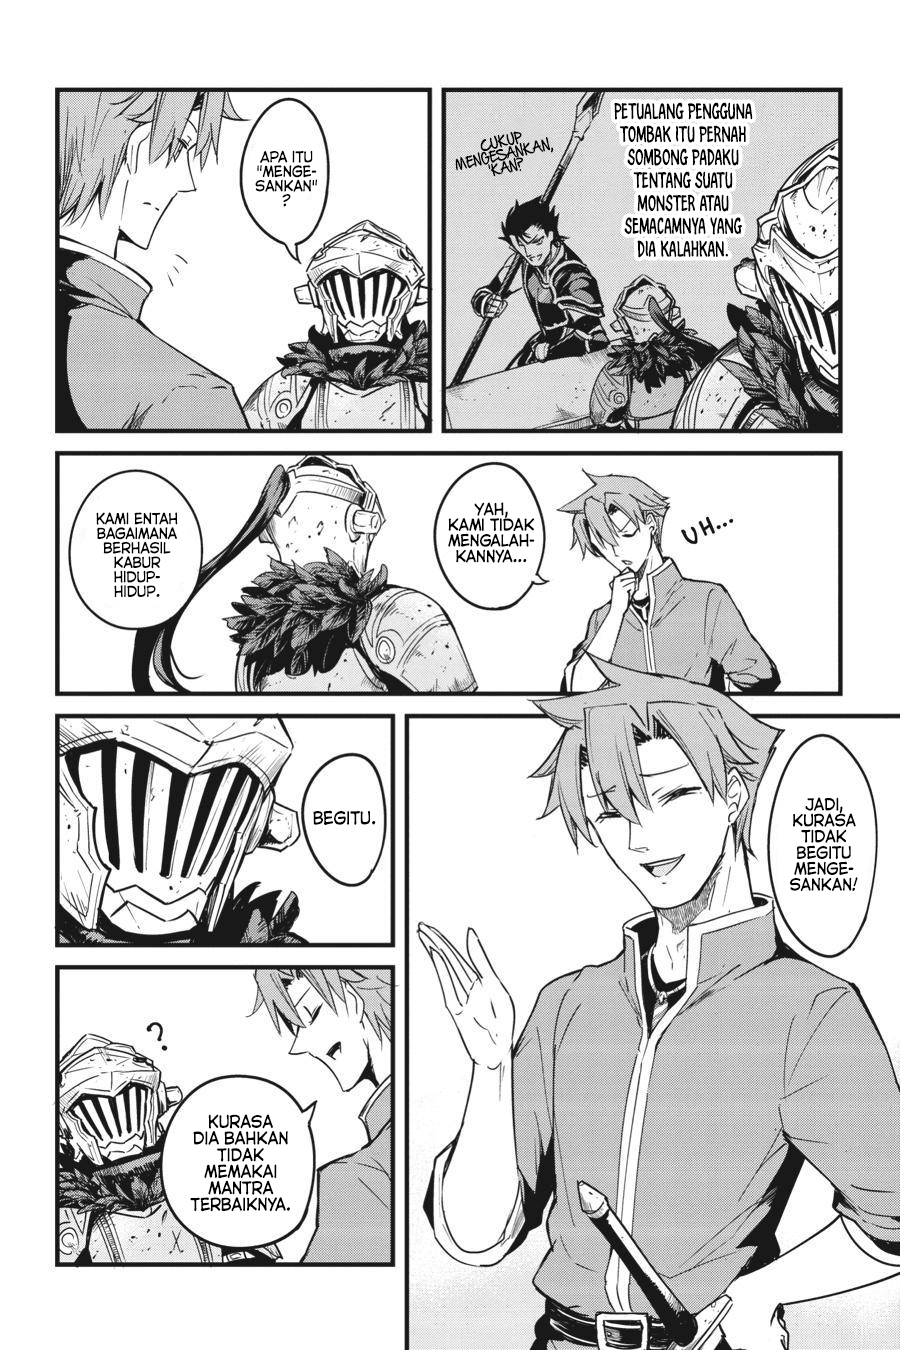 PETUALANG PENGGUNA
TOMBAK ITU PERNAH
SOMBONG PADAKU
TENTANG SUATU
MONSTER ATAU
SEMACAMNYA YANG
DIA KALAHKAN.
CUKUP
MENGESANKAN,
'KAN?
APA ITU
"MENGE-
SANKAN"
?
UH...
YAH,
KAMI TIDAK
MENGALAH-
KANNYA...
KAMI ENTAH
BAGAIMANA
BERHASIL
KABUR
HIDUP-
HIDUP.
JADI,
KURASA
TIDAK
BEGITU
MENGE-
SANKAN!
BEGITU.
?
KURASA
DIA BAHKAN
TIDAK
MEMAKAI
MANTRA
TERBAIKNYA.